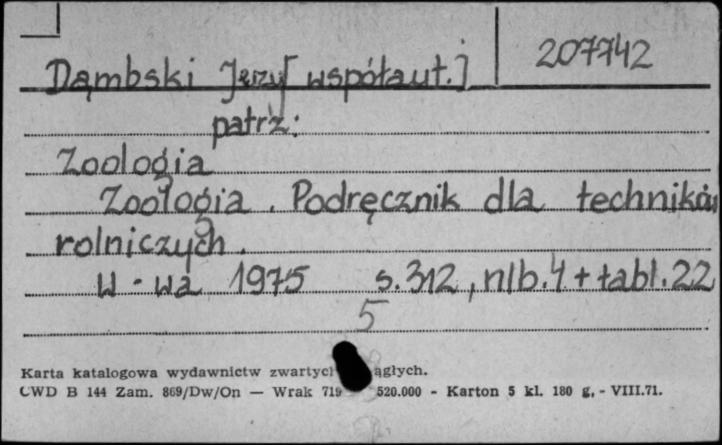 207742
Dąmbski Jerzy [współaut.]
patrz:
Zoologia
Zoologia. Podręcznik dla techników
rolniczych.
W-wa 1975 s. 312, nlb. 4 + tabl. 22
5
Karta katalogowa wydawnictw
CWD B 144 Zam. 869/Dw/On — Wrak 719 520.000 - Karton 5 kl. 180 g, - VIII.71.